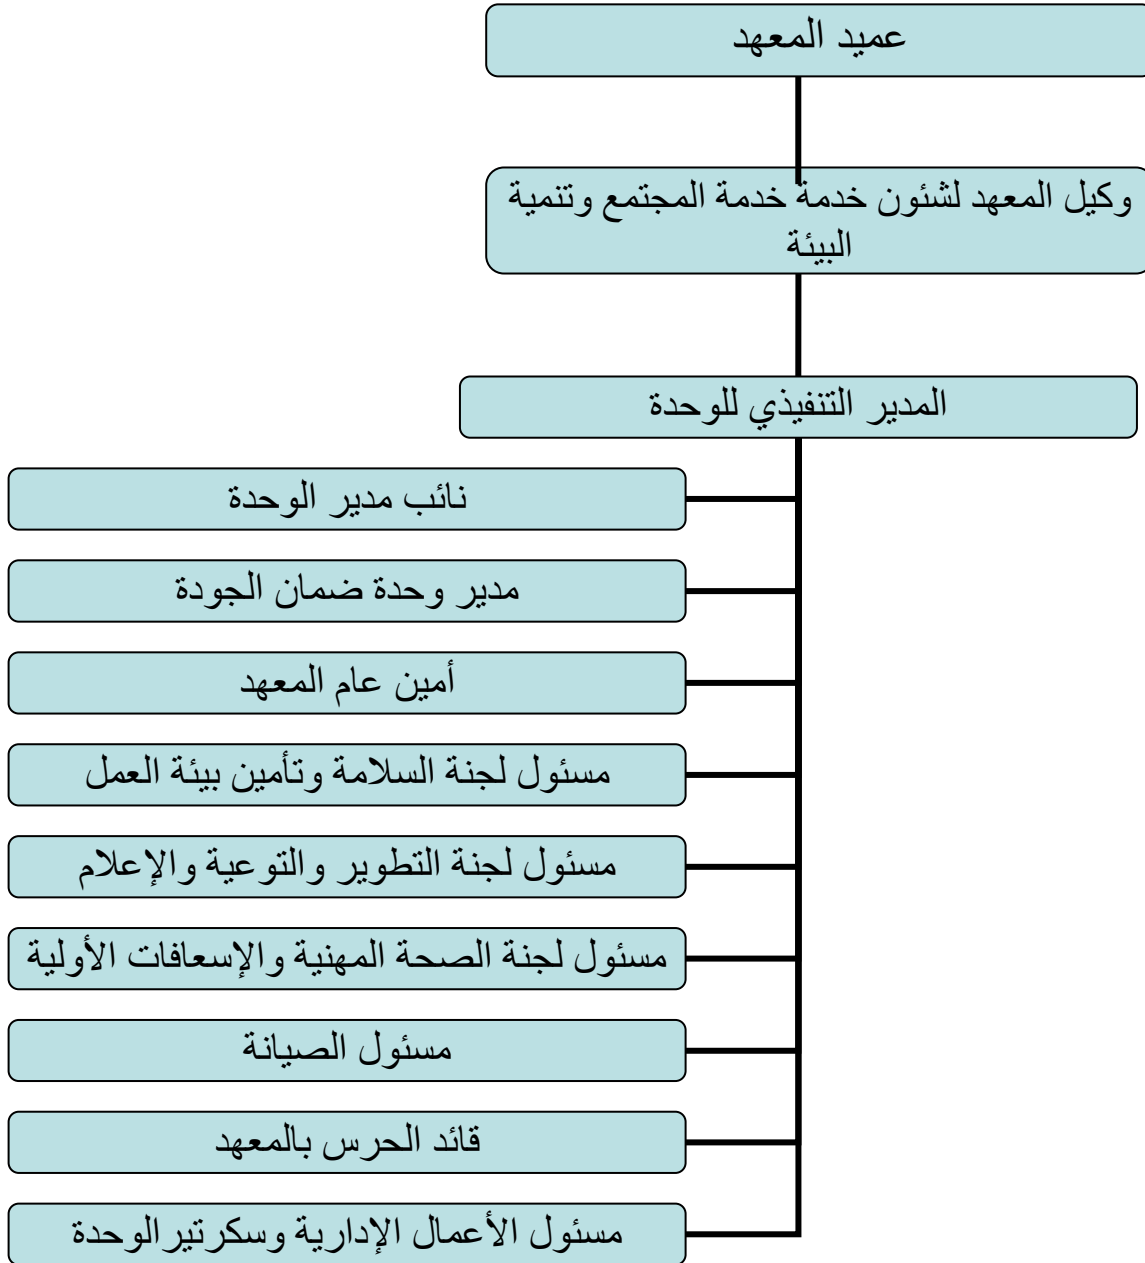 عميد المعهد
وكيل المعهد لشئون خدمة خدمة المجتمع وتنمية
البيئة
المدير التنفيذي للوحدة
نائب مدير الوحدة
مدير وحدة ضمان الجودة
أمين عام المعهد
مسئول لجنة السلامة وتأمين بيئة العمل
مسئول لجنة التطوير والتوعية والإعلام
مسئول لجنة الصحة المهنية والإسعافات الأولية
مسئول الصيانة
قائد الحرس بالمعهد
مسئول الأعمال الإدارية وسكرتير الوحدة